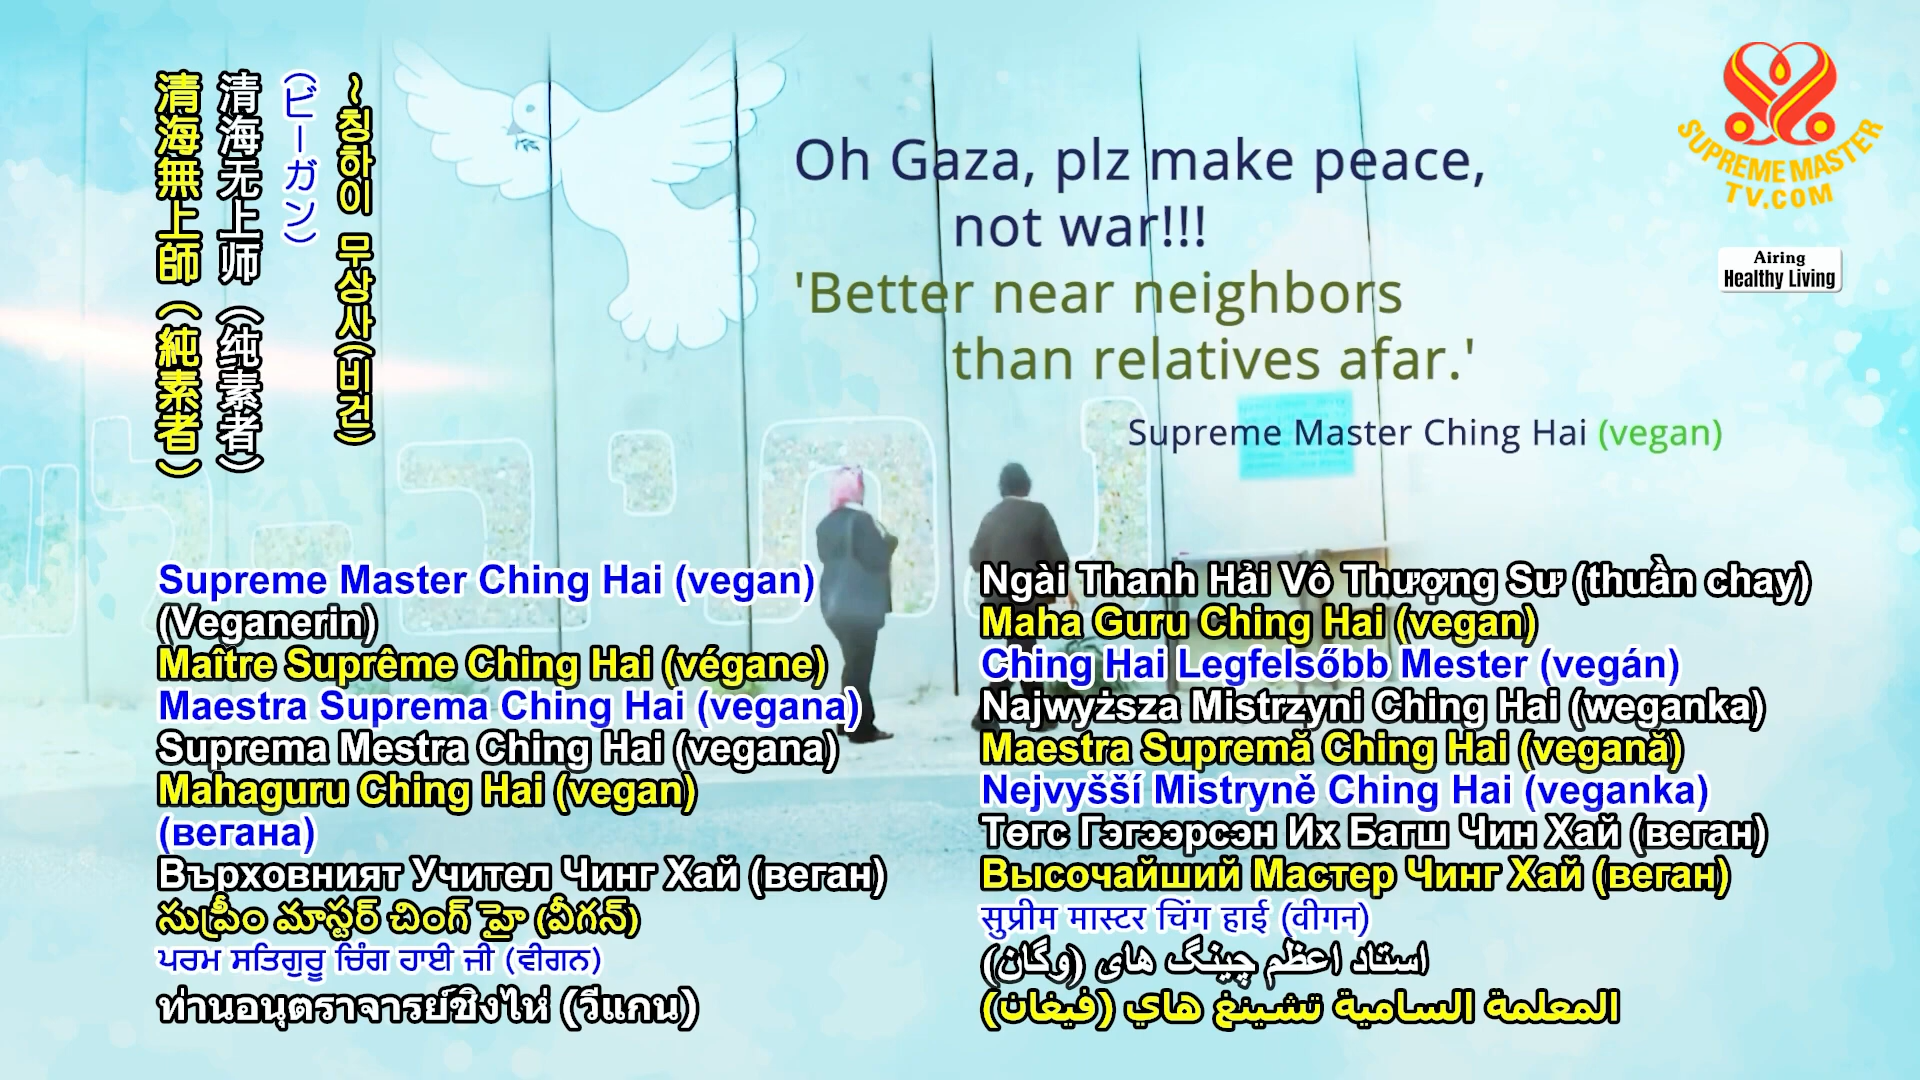 清海無上師（純素者）
清海无上师（纯素者）
（ビーガン）
~칭하이 무상사(비건)
Oh Gaza, plz make peace,
not war!!!
'Better near neighbors
than relatives afar.'
Supreme Master Ching Hai (vegan)
SUPREME MASTER
TV.COM
Airing
Healthy Living
Supreme Master Ching Hai (vegan)
(Veganerin)
Maître Suprême Ching Hai (végane)
Maestra Suprema Ching Hai (vegana)
Suprema Mestra Ching Hai (vegana)
Mahaguru Ching Hai (vegan)
(вегана)
Върховният Учител Чинг Хай (веган)
సుప్రీం మాస్టర్ చింగ్ హై (వీగన్)
ਪਰਮ ਸਤਿਗੁਰੂ ਚਿੰਗ ਹਾਈ ਜੀ (ਵੀਗਨ)
ท่านอนุตราจารย์ชิงไห่ (วีแกน)
Ngài Thanh Hải Vô Thượng Sư (thuần chay)
Maha Guru Ching Hai (vegan)
Ching Hai Legfelsőbb Mester (vegán)
Najwyższa Mistrzyni Ching Hai (weganka)
Maestra Supremă Ching Hai (vegană)
Nejvyšší Mistryně Ching Hai (veganka)
Төгс Гэгээрсэн Их Багш Чин Хай (веган)
Высочайший Мастер Чинг Хай (веган)
सुप्रीम मास्टर चिंग हाई (वीगन)
استاد اعظم چینگ های (وگان)
المعلمة السامية تشينغ هاي (فيغان)